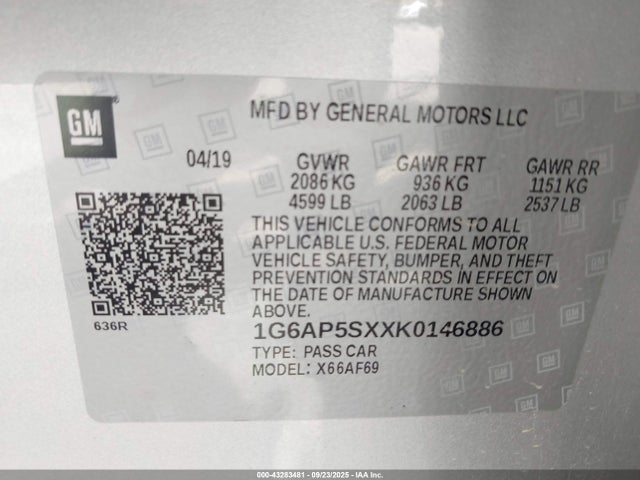 GM
MFD BY GENERAL MOTORS LLC
04/19 GVWR GAWR FRT GAWR RR
2086 KG 936 KG 1151 KG
4599 LB 2063 LB 2537 LB
THIS VEHICLE CONFORMS TO ALL
APPLICABLE U.S. FEDERAL MOTOR
VEHICLE SAFETY, BUMPER, AND THEFT
PREVENTION STANDARDS IN EFFECT ON
THE DATE OF MANUFACTURE SHOWN
ABOVE.
636R
1G6AP5SXXK0146886
TYPE: PASS CAR
MODEL: X66AF69
000-43283481 - 09/23/2025 - IAAI, Inc.